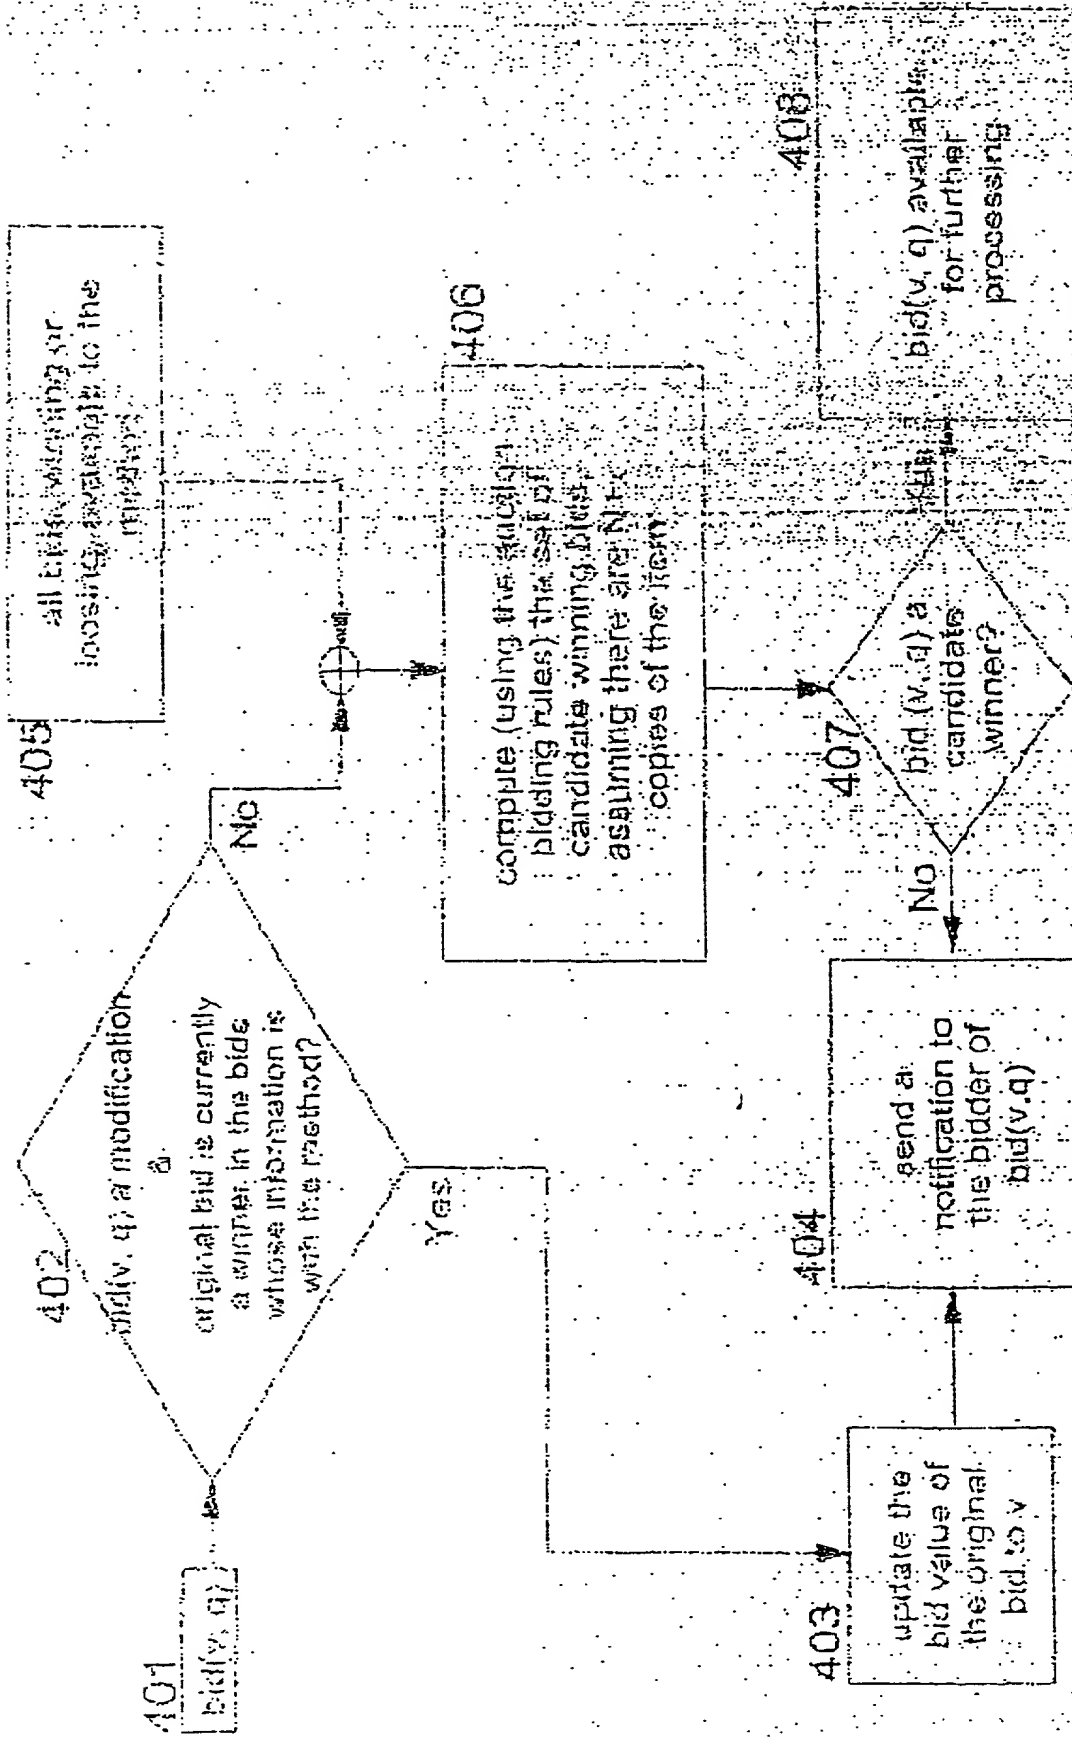 401
bid(v, q)
402
bid(v, q) a modification
&
original bid is currently
a winner in the bids
whose information is
with the method?
No
Yes
405
all bids winning or
loosing available to the
403
update the
bid value of
the original
bid to v
406
compute (using the auction
bidding rules) the set of
candidate winning bids,
assuming there are
copies of the item
404
send a
notification to
the bidder of
bid(v,q)
407
bid (v, q) a
candidate
winner?
No
408
bid(v, q) available
for further
processing